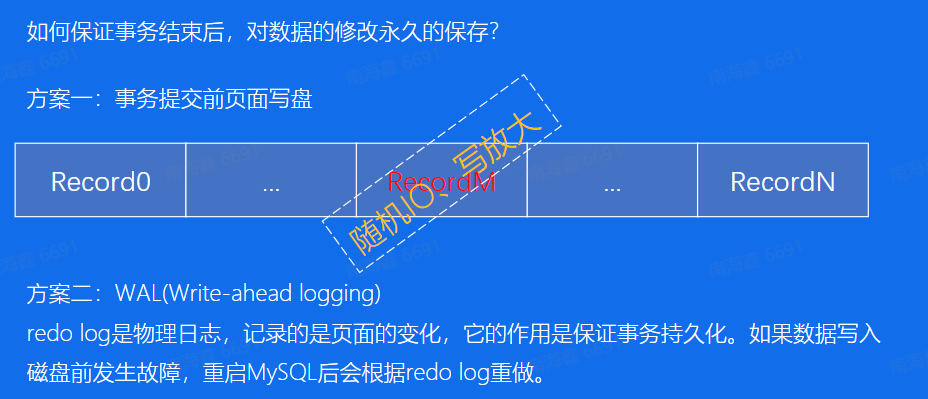 如何保证事务结束后，对数据的修改永久的保存？
方案一：事务提交前页面写盘
Record0 ... RecordM ... RecordN
随机IO、写放大
方案二：WAL(Write-ahead logging)
redo log是物理日志，记录的是页面的变化，它的作用是保证事务持久化。如果数据写入
磁盘前发生故障，重启MySQL后会根据redo log重做。